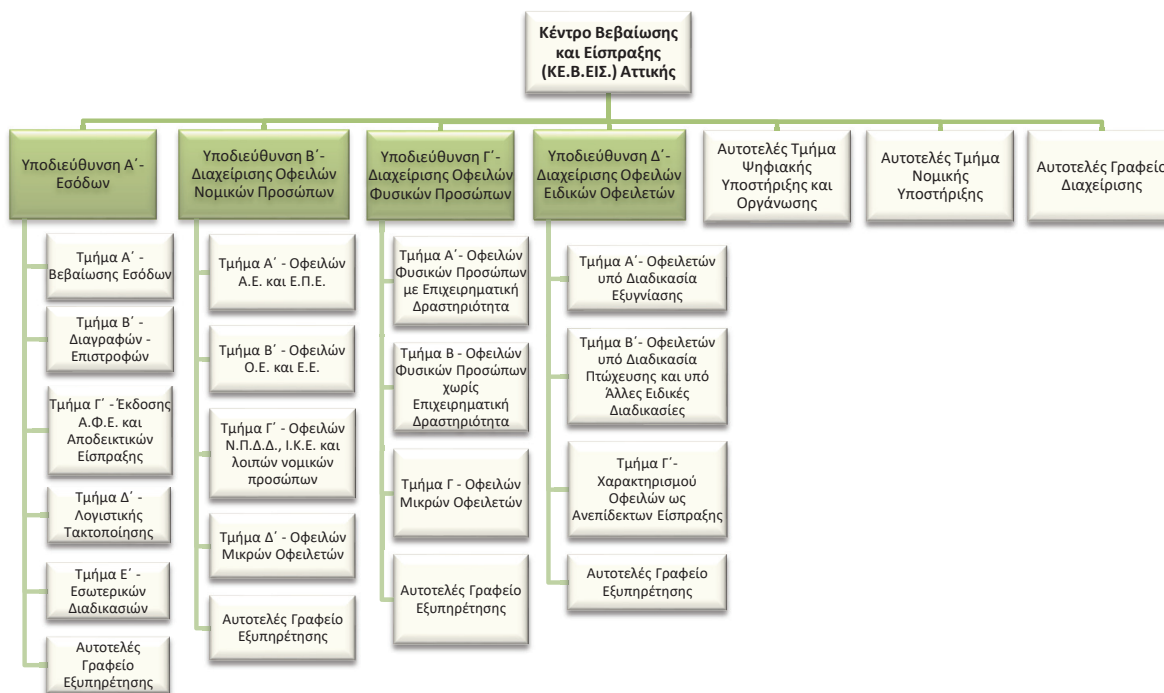 Κέντρο Βεβαίωσης
και Είσπραξης
(ΚΕ.Β.ΕΙΣ.) Αττικής
Υποδιεύθυνση Α΄-
Εσόδων
Υποδιεύθυνση Β΄-
Διαχείρισης Οφειλών
Νομικών Προσώπων
Υποδιεύθυνση Γ΄-
Διαχείρισης Οφειλών
Φυσικών Προσώπων
Υποδιεύθυνση Δ΄-
Διαχείρισης Οφειλών
Ειδικών Οφειλετών
Αυτοτελές Τμήμα
Ψηφιακής
Υποστήριξης και
Οργάνωσης
Αυτοτελές Τμήμα
Νομικής
Υποστήριξης
Αυτοτελές Γραφείο
Διαχείρισης
Τμήμα Α΄ -
Βεβαίωσης Εσόδων
Τμήμα Β΄ -
Διαγραφών -
Επιστροφών
Τμήμα Γ΄ - Έκδοσης
Α.Φ.Ε. και
Αποδεικτικών
Είσπραξης
Τμήμα Δ΄ -
Λογιστικής
Τακτοποίησης
Τμήμα Ε΄ -
Εσωτερικών
Διαδικασιών
Αυτοτελές
Γραφείο
Εξυπηρέτησης
Τμήμα Α΄ - Οφειλών
Α.Ε. και Ε.Π.Ε.
Τμήμα Β΄ - Οφειλών
Ο.Ε. και Ε.Ε.
Τμήμα Γ΄ - Οφειλών
Ν.Π.Δ.Δ., Ι.Κ.Ε. και
λοιπών νομικών
προσώπων
Τμήμα Δ΄ - Οφειλών
Μικρών Οφειλετών
Αυτοτελές Γραφείο
Εξυπηρέτησης
Τμήμα Α΄- Οφειλών
Φυσικών Προσώπων
με Επιχειρηματική
Δραστηριότητα
Τμήμα Β - Οφειλών
Φυσικών Προσώπων
χωρίς
Επιχειρηματική
Δραστηριότητα
Τμήμα Γ - Οφειλών
Μικρών Οφειλετών
Αυτοτελές Γραφείο
Εξυπηρέτησης
Τμήμα Α΄- Οφειλετών
υπό Διαδικασία
Εξυγνίασης
Τμήμα Β΄- Οφειλετών
υπό Διαδικασία
Πτώχευσης και υπό
Άλλες Ειδικές
Διαδικασίες
Τμήμα Γ΄-
Χαρακτηρισμού
Οφειλών ως
Ανεπίδεκτων Είσπραξης
Αυτοτελές Γραφείο
Εξυπηρέτησης